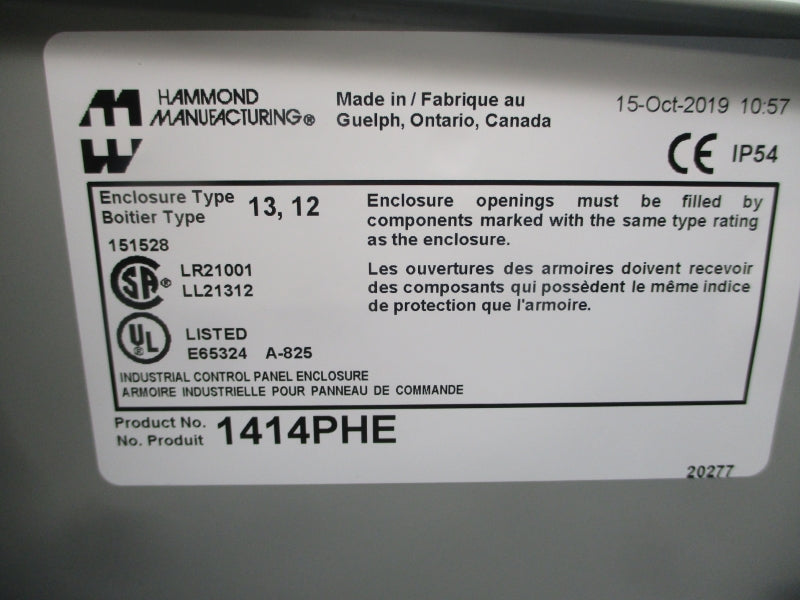 HAMMOND
MANUFACTURING®
Made in / Fabrique au
Guelph, Ontario, Canada
15-Oct-2019 10:57
CE IP54
Enclosure Type
Boitier Type
13, 12
151528
SA® LR21001
LL21312
UL® LISTED
E65324 A-825
INDUSTRIAL CONTROL PANEL ENCLOSURE
ARMOIRE INDUSTRIELLE POUR PANNEAU DE COMMANDE
Enclosure openings must be filled by
components marked with the same type rating
as the enclosure.
Les ouvertures des armoires doivent recevoir
des composants qui possèdent le même indice
de protection que l'armoire.
Product No.
No. Produit
1414PHE
20277